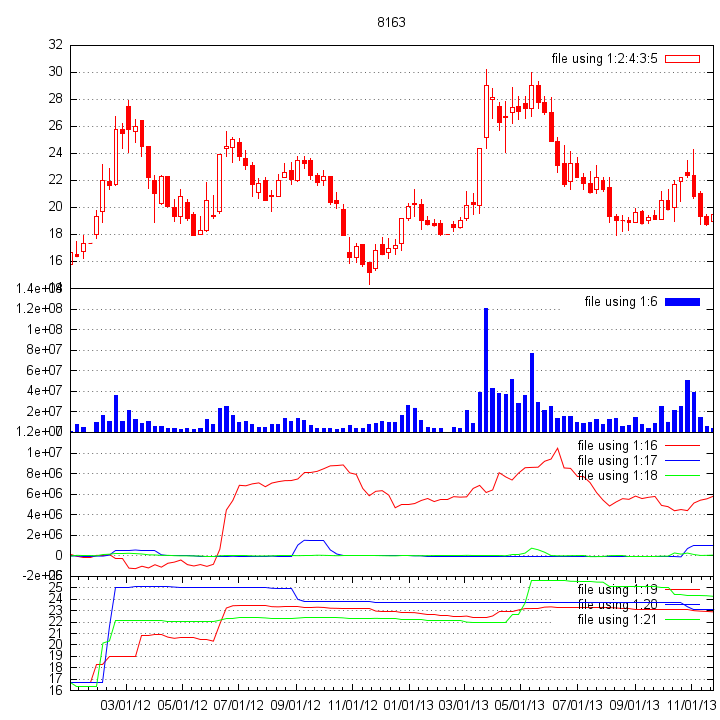 8163
32
file using 1:2:4:3:5
30
28
26
24
22
20
18
16
14
1.4e+08
file using 1:6
1.2e+08
1e+08
8e+07
6e+07
4e+07
2e+07
0
1.2e+07
file using 1:16
1e+07
file using 1:17
8e+06
file using 1:18
6e+06
4e+06
2e+06
0
-2e+06
26
25
file using 1:19
24
file using 1:20
23
file using 1:21
22
21
20
19
18
17
16
03/01/12 05/01/12 07/01/12 09/01/12 11/01/12 01/01/13 03/01/13 05/01/13 07/01/13 09/01/13 11/01/13